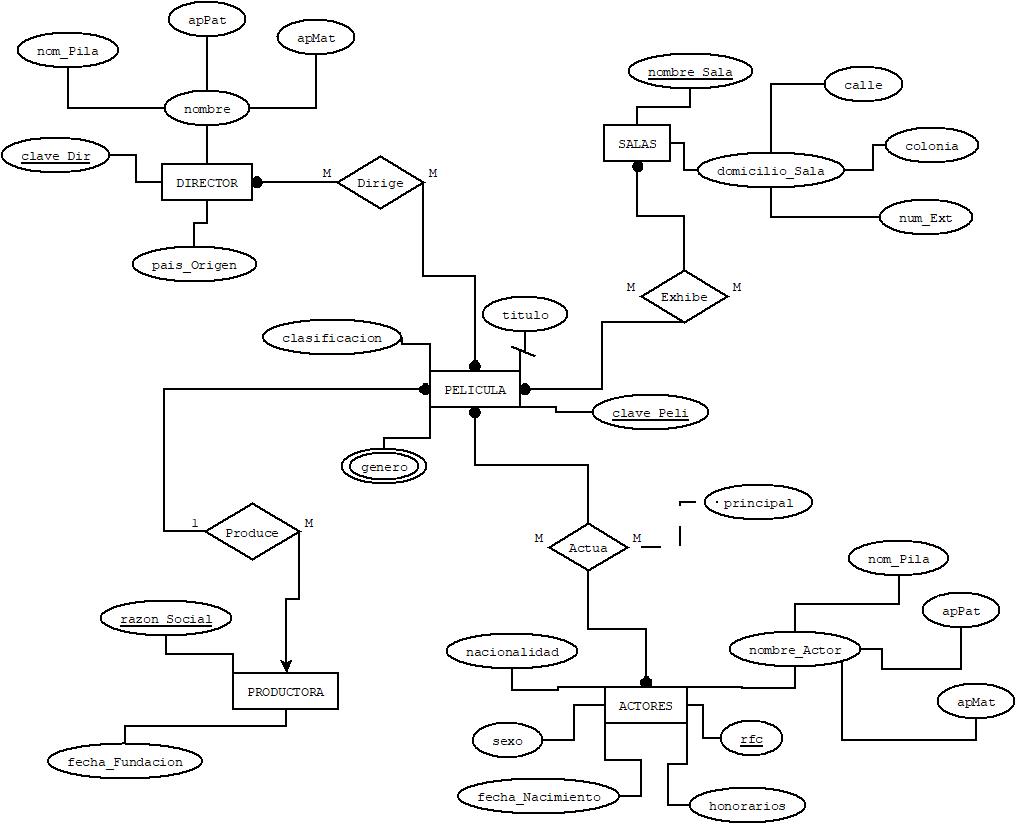 apPat
nom_Pila
apMat
nombre
clave_Dir
DIRECTOR
M
Dirige
M
pais_Origen
nombre_Sala
calle
SALAS
colonia
domicilio_Sala
num_Ext
M
Exhibe
M
titulo
clasificacion
PELICULA
clave_Peli
genero
principal
1
Produce
M
M
Actua
M
nom_Pila
razon_Social
apPat
nacionalidad
nombre_Actor
PRODUCTORA
ACTORES
apMat
sexo
rfc
fecha_Fundacion
fecha_Nacimiento
honorarios